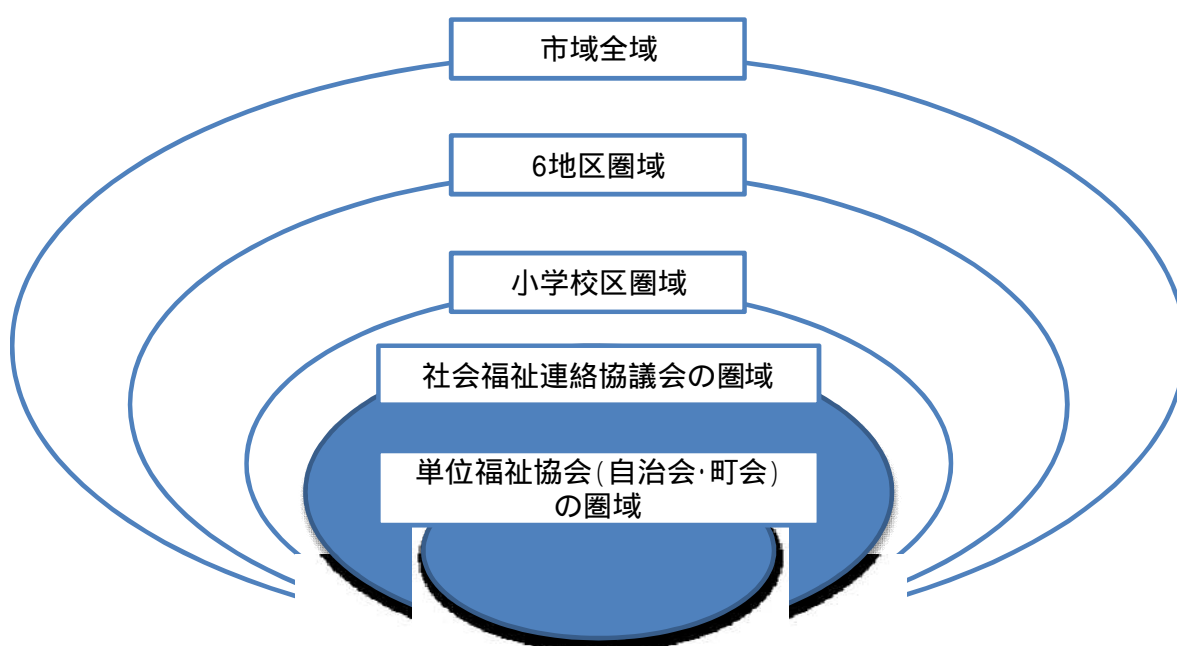 市域全域
6地区圏域
小学校区圏域
社会福祉連絡協議会の圏域
単位福祉協会(自治会･町会)
の圏域